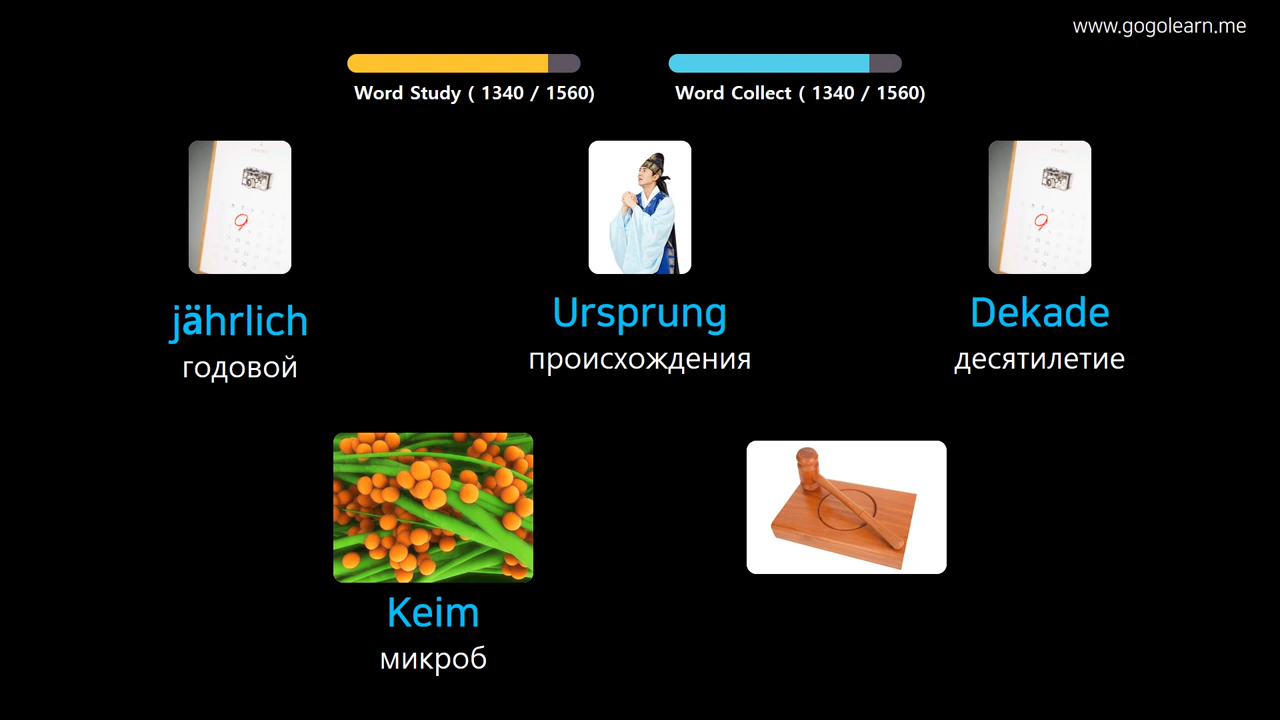 www.gogolearn.me
Word Study ( 1340 / 1560)
Word Collect ( 1340 / 1560)
jährlich
годовой
Ursprung
происхождения
Dekade
десятилетие
Keim
микроб